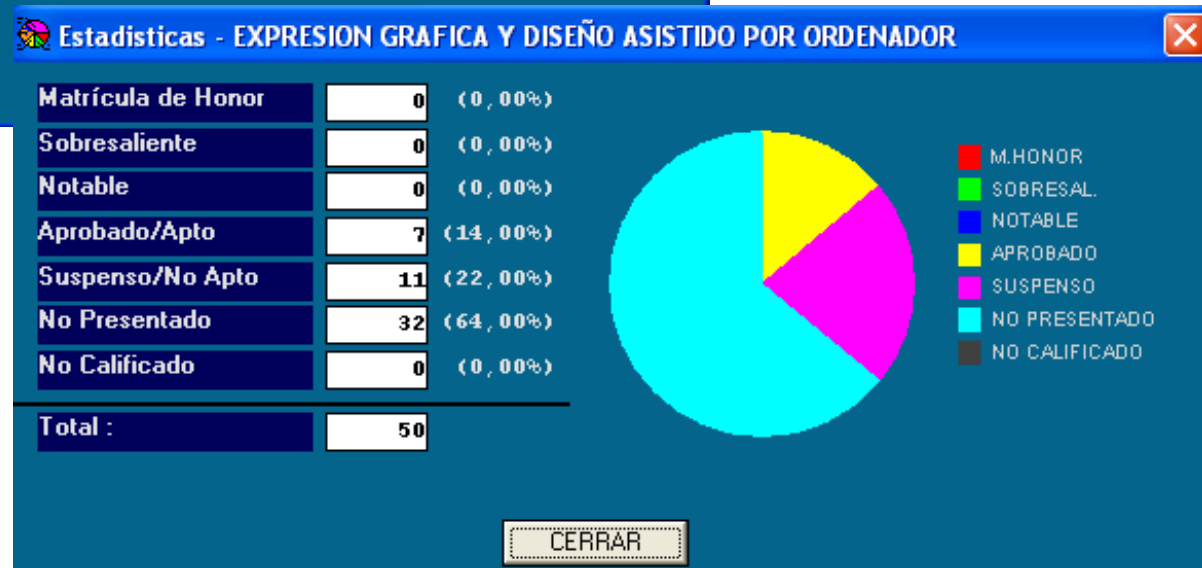 Estadisticas - EXPRESION GRAFICA Y DISEÑO ASISTIDO POR ORDENADOR
Matrícula de Honor 0 (0,00%)
Sobresaliente 0 (0,00%)
Notable 0 (0,00%)
Aprobado/Apto 7 (14,00%)
Suspenso/No Apto 11 (22,00%)
No Presentado 32 (64,00%)
No Calificado 0 (0,00%)
Total : 50
M.HONOR
SOBRESAL.
NOTABLE
APROBADO
SUSPENSO
NO PRESENTADO
NO CALIFICADO
CERRAR